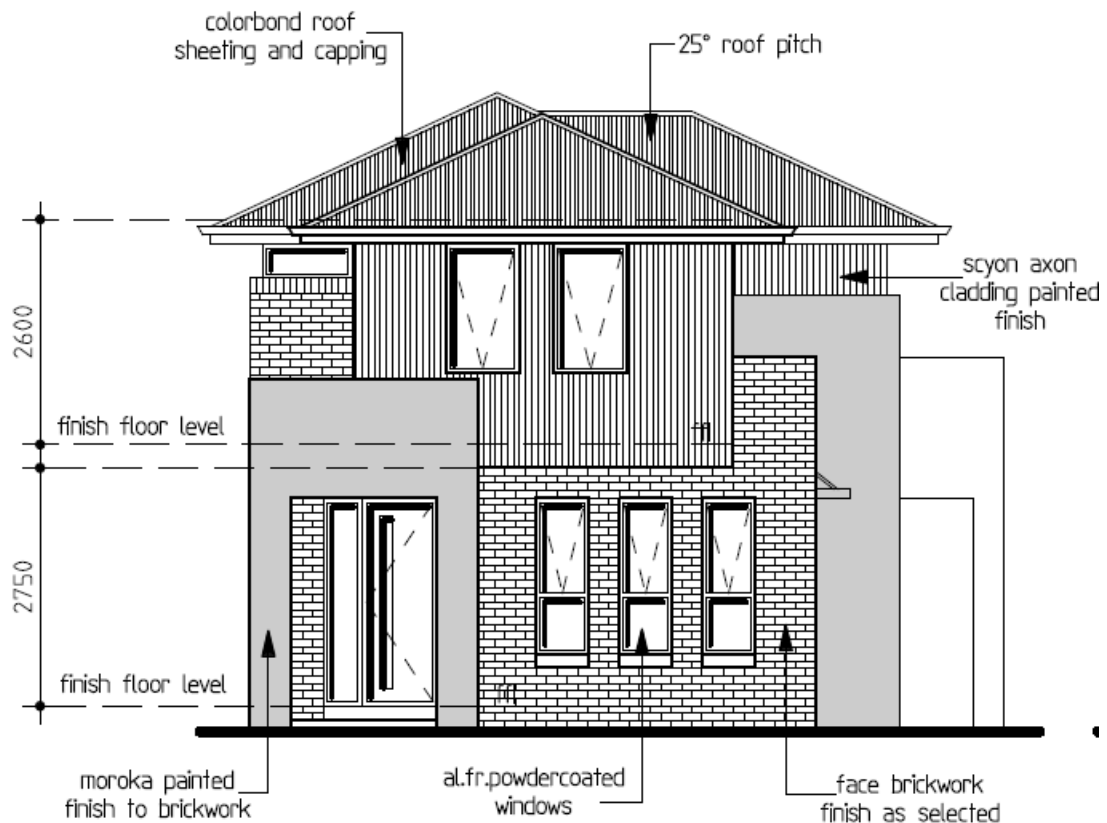 colorbond roof
sheeting and capping
25° roof pitch
scyon axon
cladding painted
finish
2600
finish floor level
ffl
2750
finish floor level
ffl
moroka painted
finish to brickwork
al.fr.powdercoated
windows
face brickwork
finish as selected